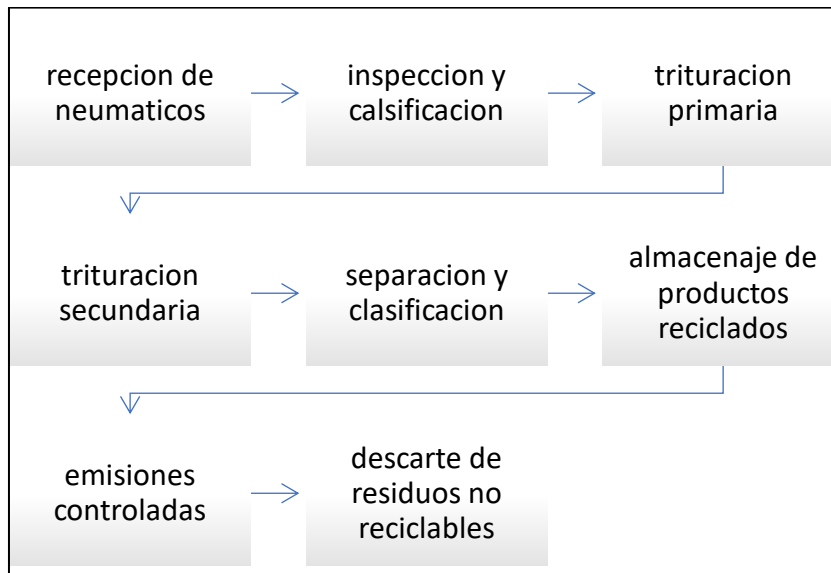 recepcion de
neumaticos
inspeccion y
calsificacion
trituracion
primaria
trituracion
secundaria
separacion y
clasificacion
almacenaje de
productos
reciclados
emisiones
controladas
descarte de
residuos no
reciclables